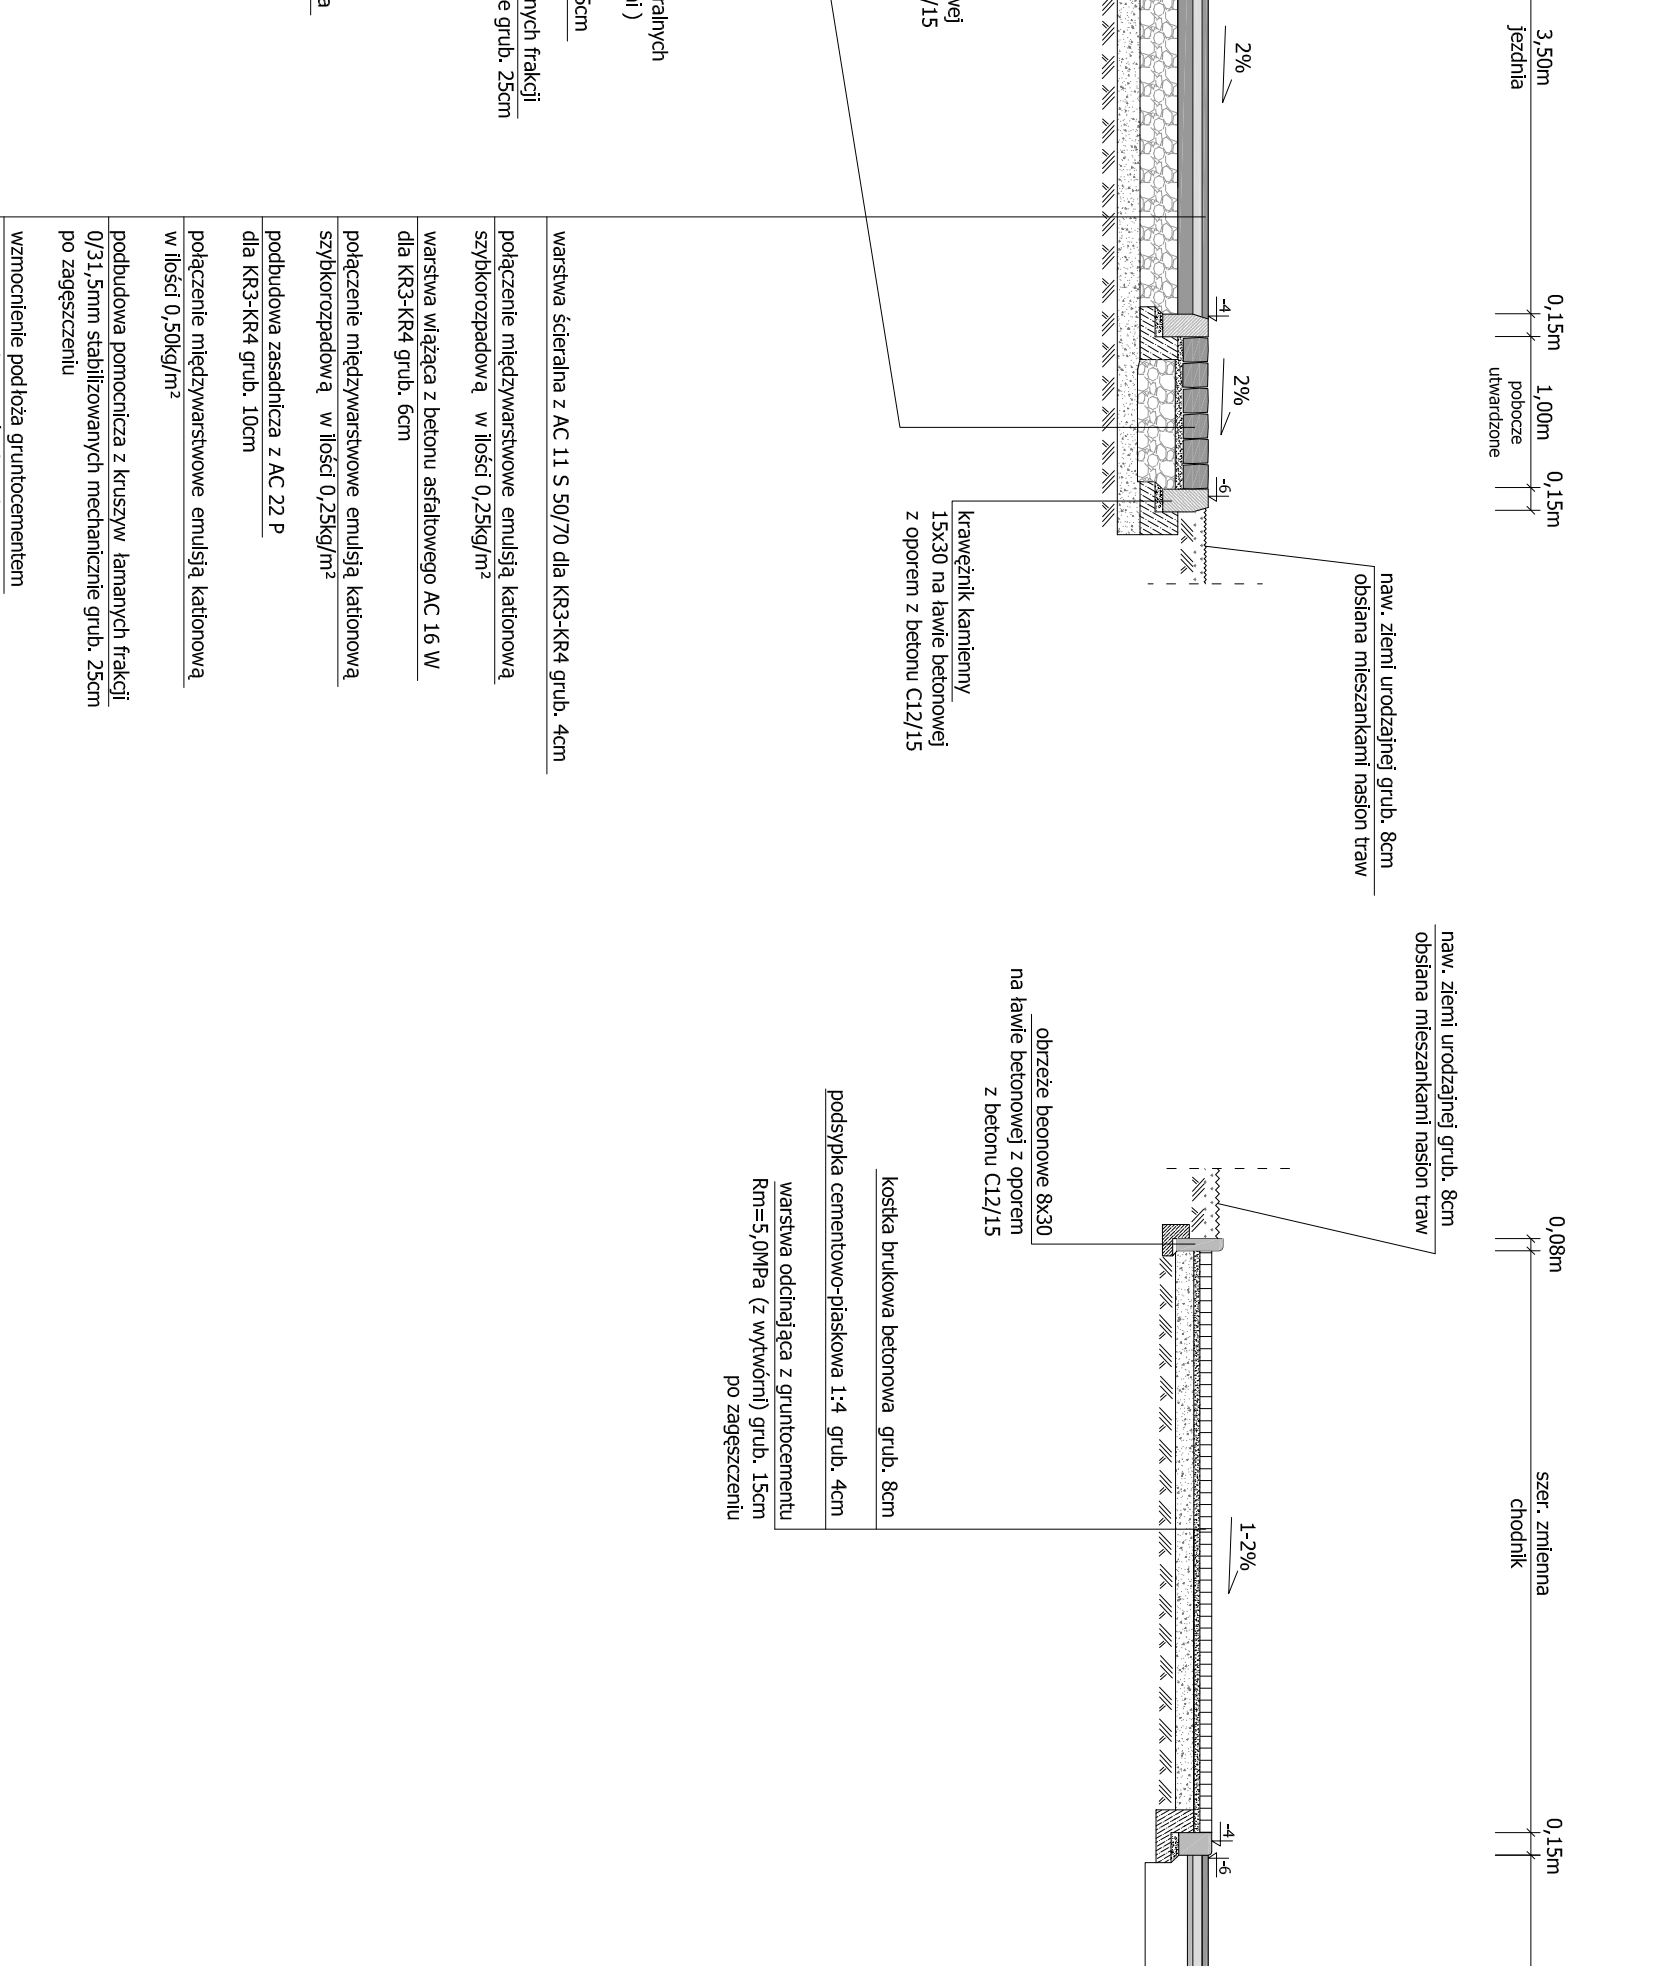 3,50m
jezdnia
0,15m
1,00m
pobocze
utwardzone
0,15m
2%
-4
2%
-6
naw. ziemi urodzajnej grub. 8cm
obsiana mieszankami nasion traw
krawężnik kamienny
15x30 na ławie betonowej
z oporem z betonu C12/15
wej
/15
ralnych
ni )
5cm
nych frakcji
e grub. 25cm
a
warstwa ścieralna z AC 11 S 50/70 dla KR3-KR4 grub. 4cm
połączenie międzywarstwowe emulsją kationową
szybkorozpadową w ilości 0,25kg/m²
warstwa wiążąca z betonu asfaltowego AC 16 W
dla KR3-KR4 grub. 6cm
połączenie międzywarstwowe emulsją kationową
szybkorozpadową w ilości 0,25kg/m²
podbudowa zasadnicza z AC 22 P
dla KR3-KR4 grub. 10cm
połączenie międzywarstwowe emulsją kationową
w ilości 0,50kg/m²
podbudowa pomocnicza z kruszyw łamanych frakcji
0/31,5mm stabilizowanych mechanicznie grub. 25cm
po zagęszczeniu
wzmocnienie podłoża gruntocementem
0,08m
szer. zmienna
chodnik
0,15m
naw. ziemi urodzajnej grub. 8cm
obsiana mieszankami nasion traw
1-2%
-4
-6
obrzeże beonowe 8x30
na ławie betonowej z oporem
z betonu C12/15
kostka brukowa betonowa grub. 8cm
podsypka cementowo-piaskowa 1:4 grub. 4cm
warstwa odcinająca z gruntocementu
Rm=5,0MPa (z wytwórni) grub. 15cm
po zagęszczeniu